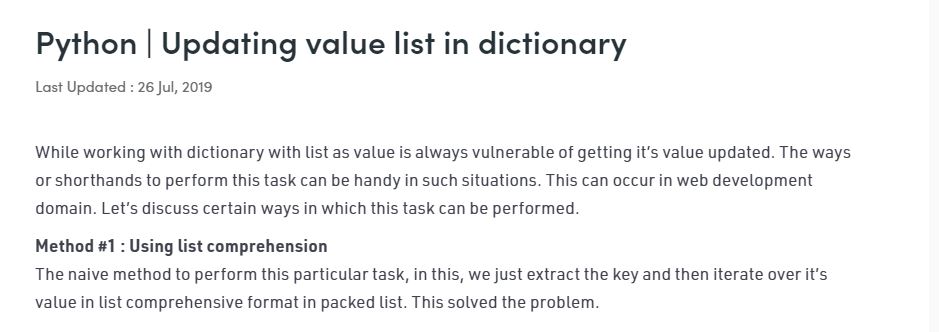 Python | Updating value list in dictionary
Last Updated : 26 Jul, 2019
While working with dictionary with list as value is always vulnerable of getting it’s value updated. The ways
or shorthands to perform this task can be handy in such situations. This can occur in web development
domain. Let’s discuss certain ways in which this task can be performed.
Method #1 : Using list comprehension
The naive method to perform this particular task, in this, we just extract the key and then iterate over it’s
value in list comprehensive format in packed list. This solved the problem.